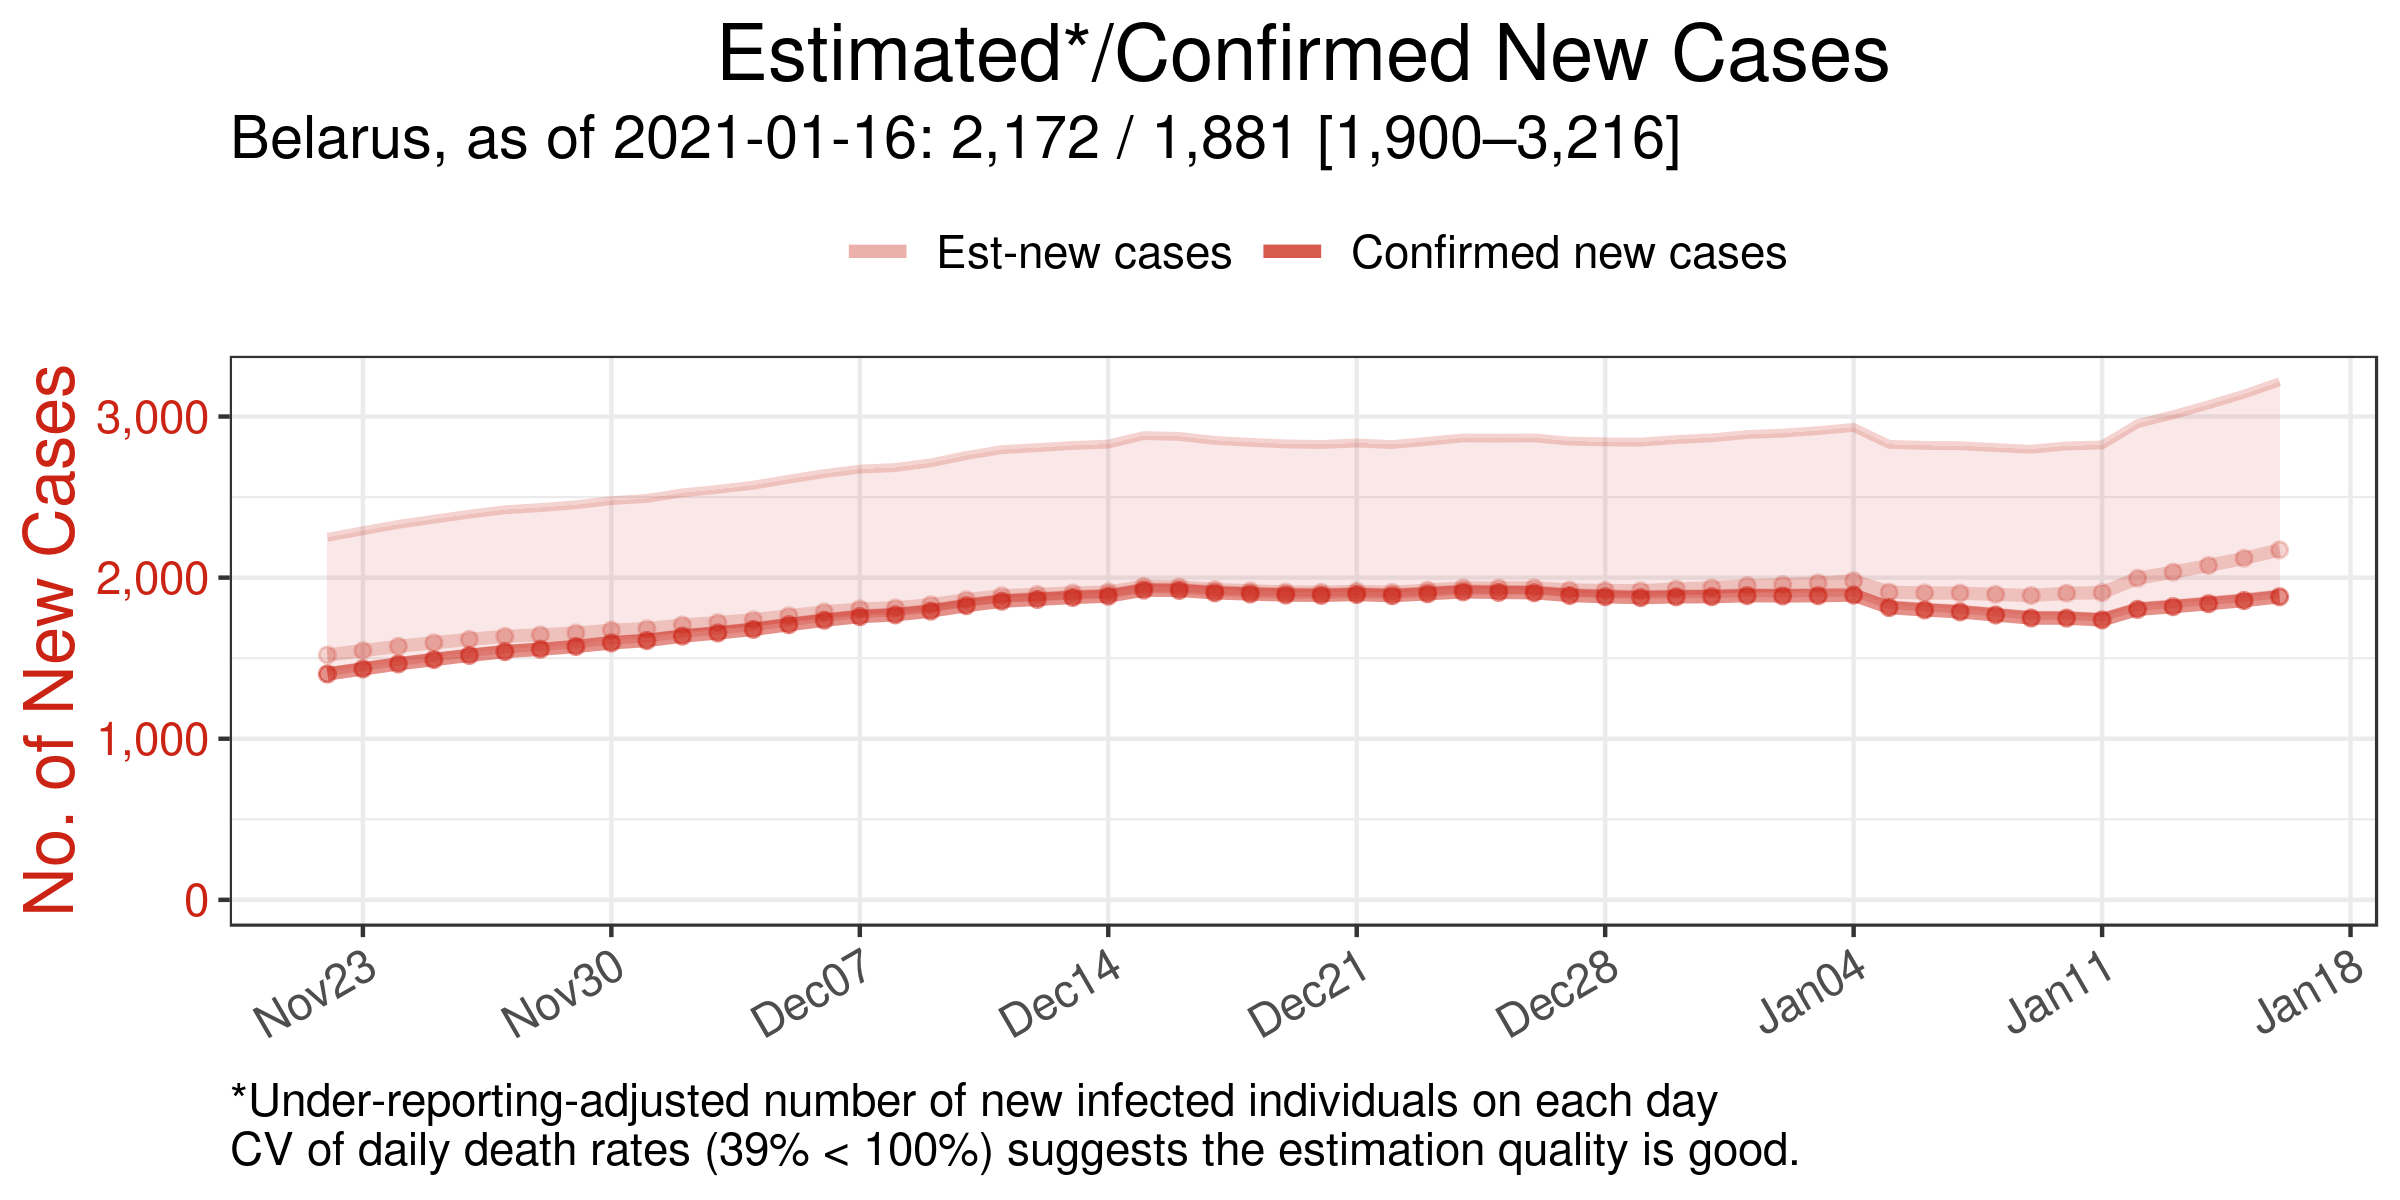 Estimated*/Confirmed New Cases
Belarus, as of 2021-01-16: 2,172 / 1,881 [1,900–3,216]
Est-new cases
Confirmed new cases
No. of New Cases
3,000
2,000
1,000
0
Nov23
Nov30
Dec07
Dec14
Dec21
Dec28
Jan04
Jan11
Jan18
*Under-reporting-adjusted number of new infected individuals on each day
CV of daily death rates (39% < 100%) suggests the estimation quality is good.